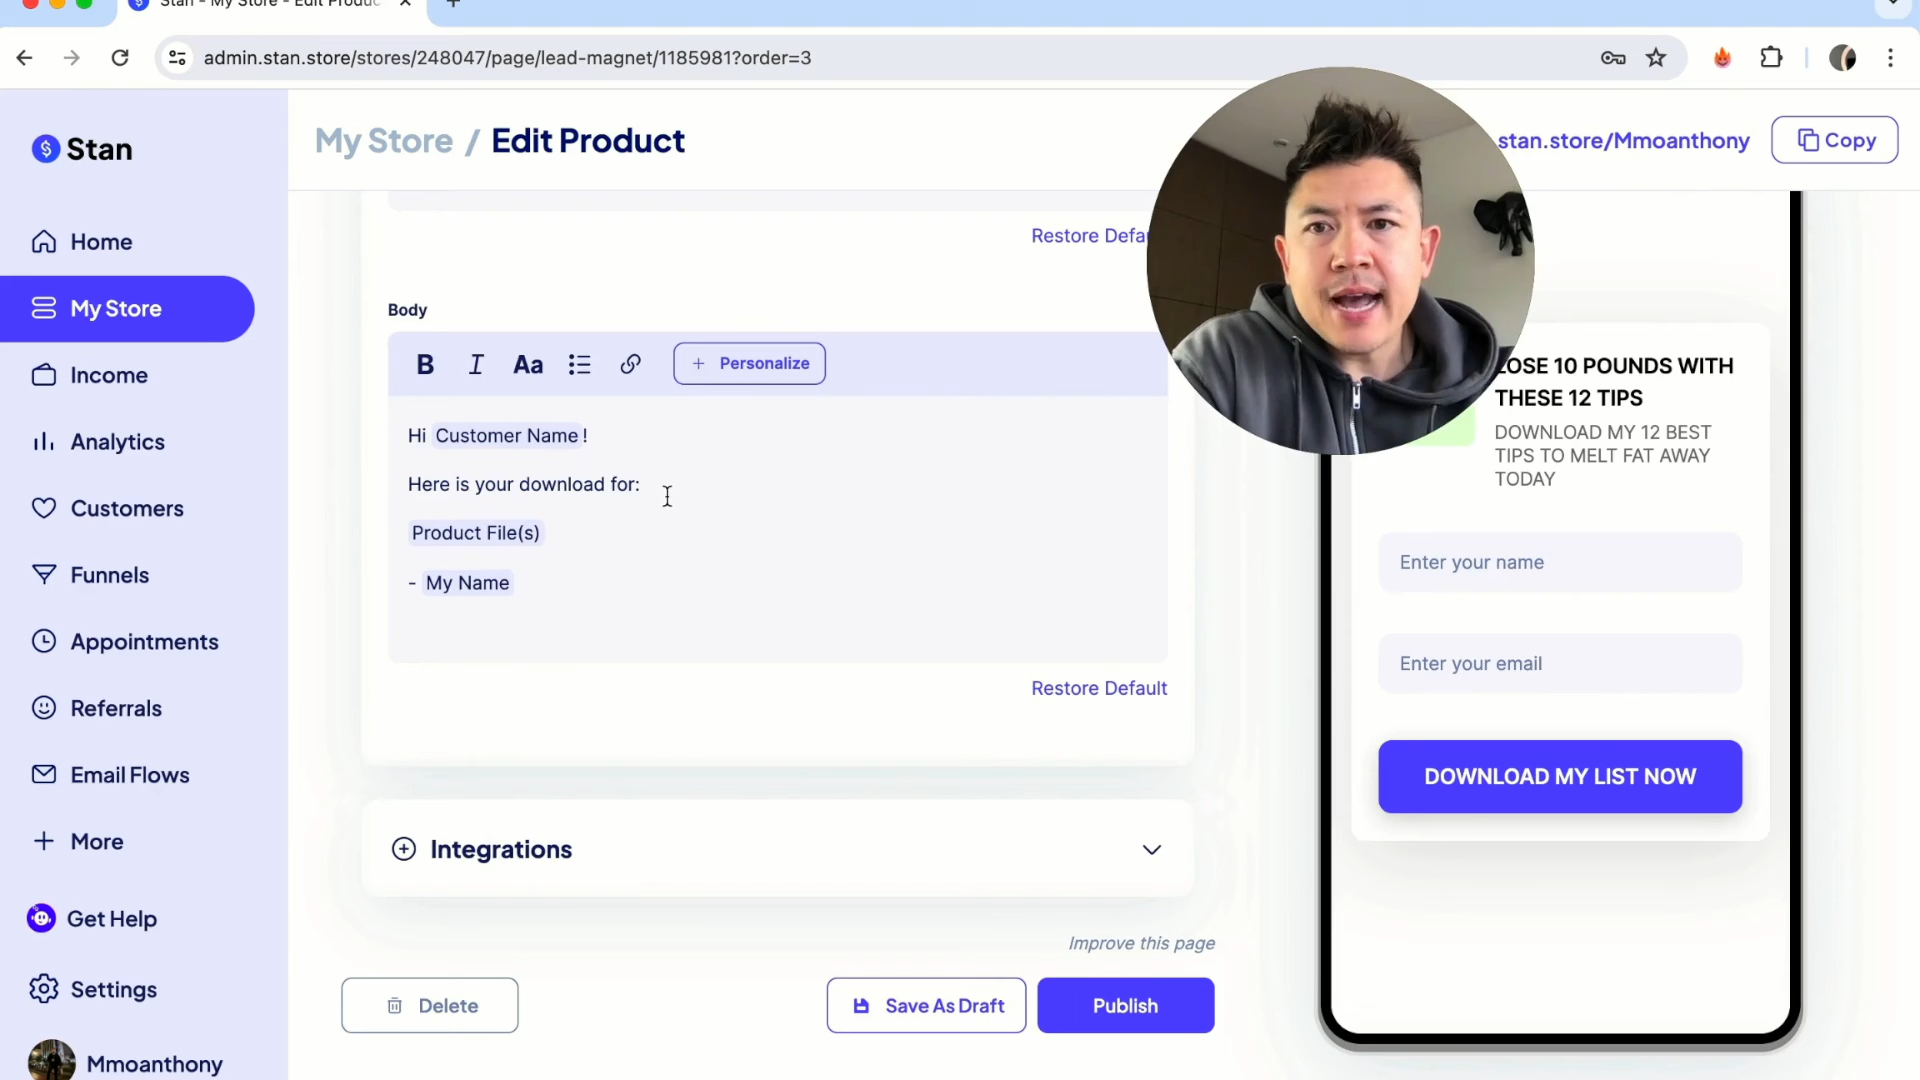 Stan - My Store - Edit Produc
admin.stan.store/stores/248047/page/lead-magnet/1185981?order=3
Stan
My Store / Edit Product
stan.store/Mmoanthony
Copy
Home
My Store
Income
Analytics
Customers
Funnels
Appointments
Referrals
Email Flows
More
Get Help
Settings
Mmoanthony
Restore Defau
Body
B I Aa + Personalize
Hi Customer Name!
Here is your download for:
Product File(s)
- My Name
Restore Default
Integrations
Improve this page
Delete
Save As Draft
Publish
LOSE 10 POUNDS WITH
THESE 12 TIPS
DOWNLOAD MY 12 BEST
TIPS TO MELT FAT AWAY
TODAY
Enter your name
Enter your email
DOWNLOAD MY LIST NOW